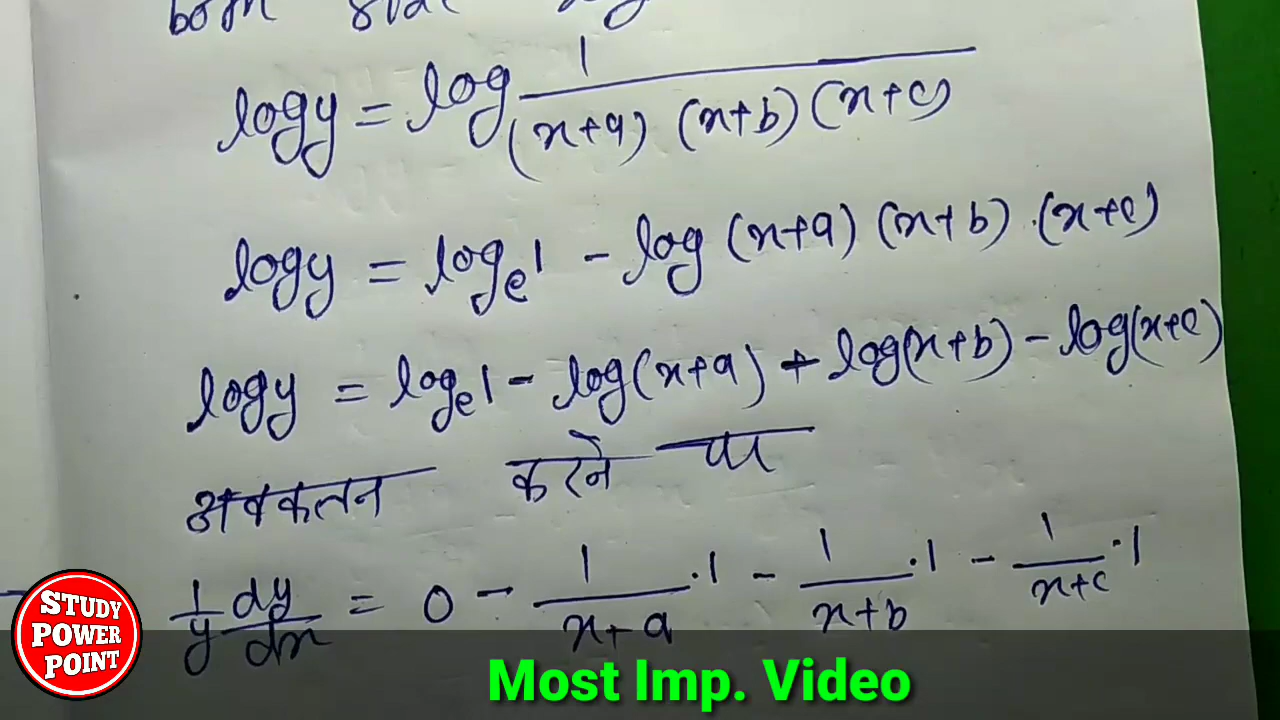 log y = log 1/(x+a) (x+b) (x+c)
log y = logₑ1 - log (x+a) (x+b) . (x+c)
log y = logₑ1 - log(x+a) + log(x+b) - log(x+c)
अवकलन करने पर
1/y dy/dx = 0 - 1/(x+a) .1 - 1/(x+b) .1 - 1/(x+c) .1
STUDY
POWER
POINT
Most Imp. Video